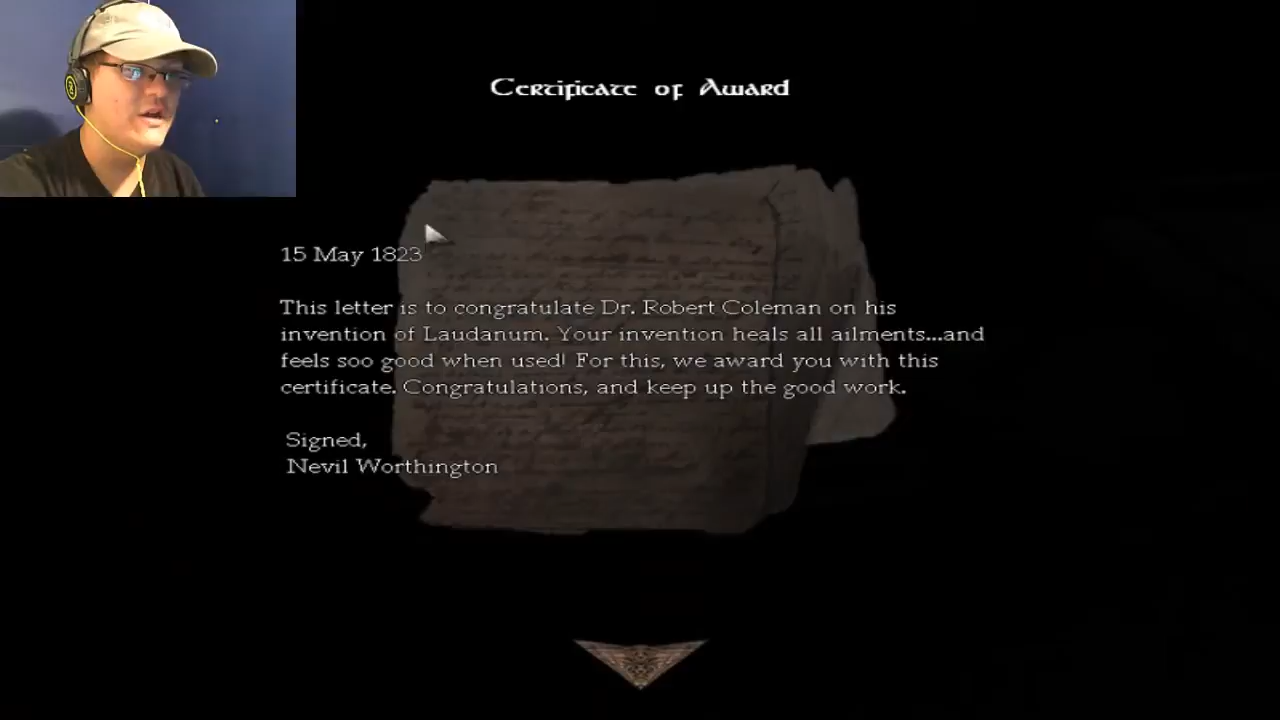 Certificate of Award
15 May 1823
This letter is to congratulate Dr. Robert Coleman on his
invention of Laudanum. Your invention heals all ailments...and
feels soo good when used! For this, we award you with this
certificate. Congratulations, and keep up the good work.
Signed,
Nevil Worthington